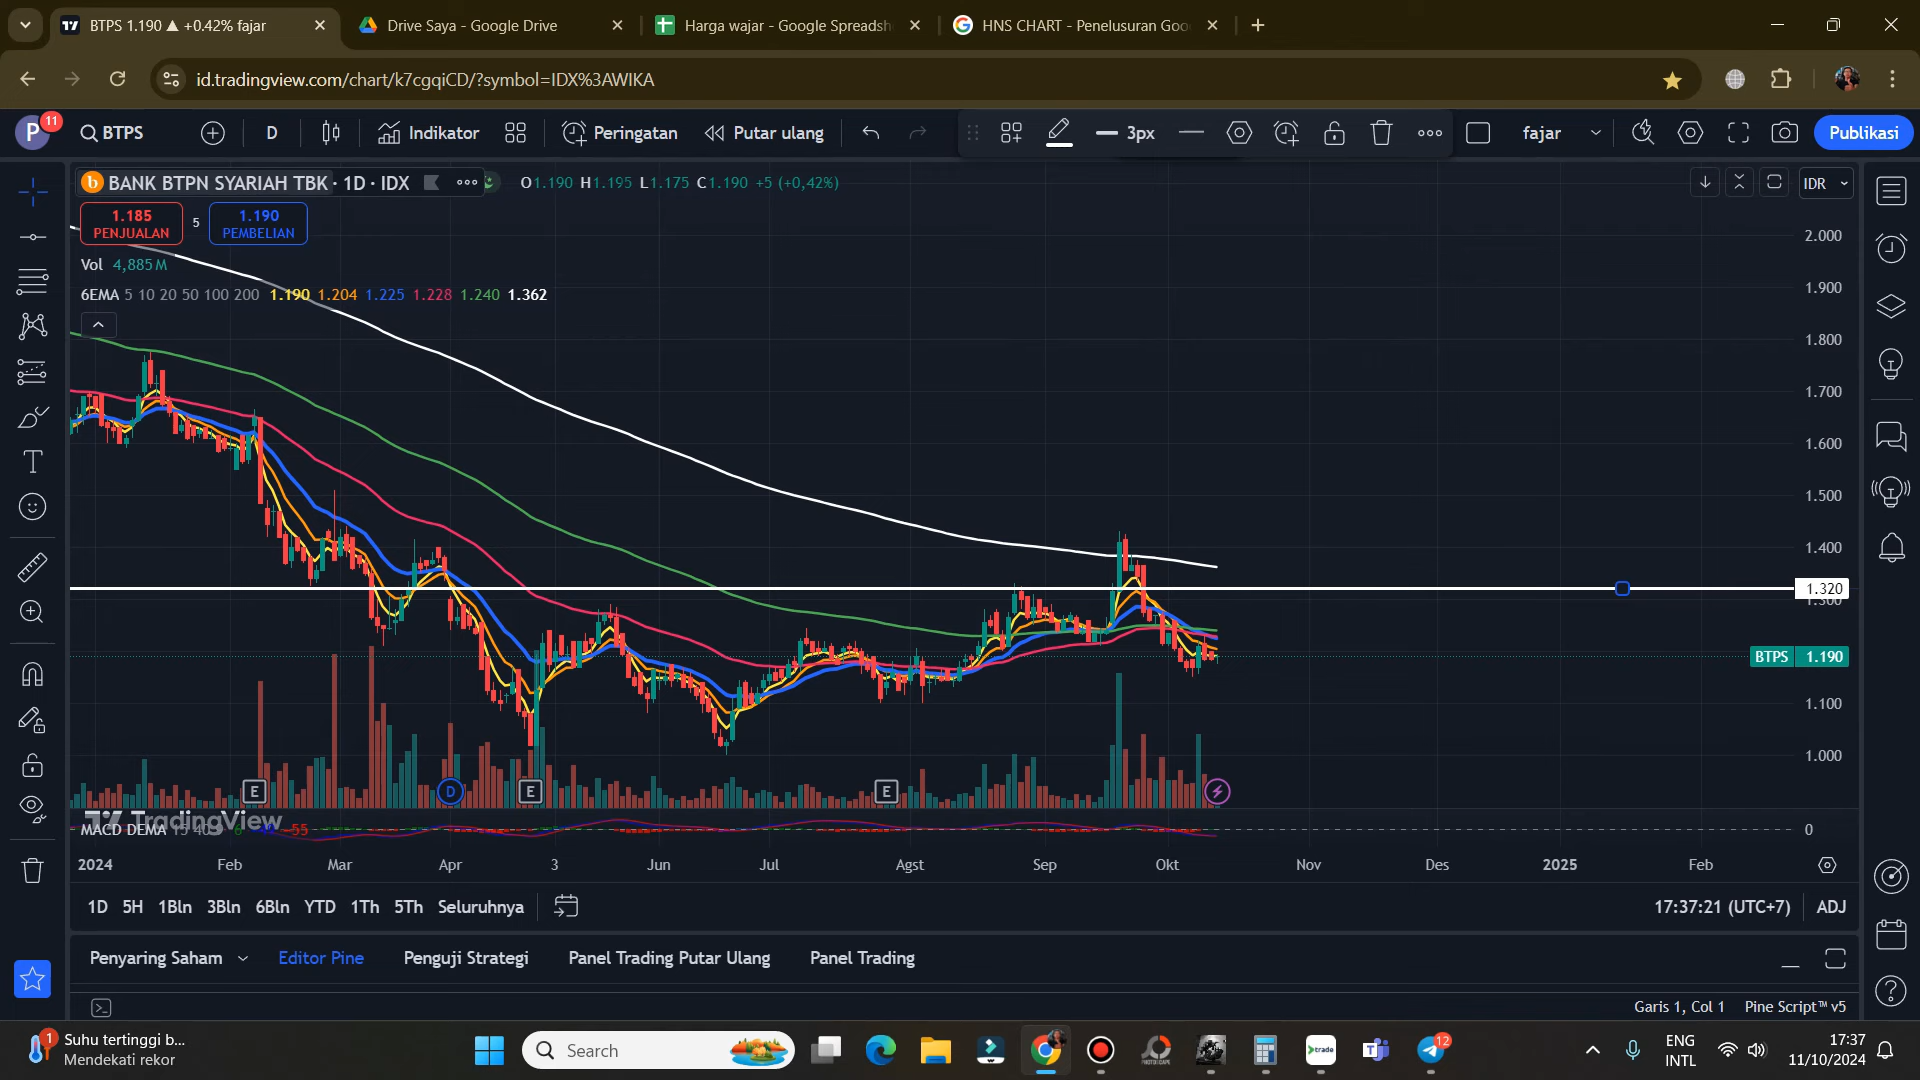 BTPS 1.190 ▲ +0.42% fajar
Drive Saya - Google Drive
Harga wajar - Google Spreadsh
HNS CHART - Penelusuran Goo
id.tradingview.com/chart/k7cgqiCD/?symbol=IDX%3AWIKA
P 11
BTPS D Indikator Peringatan Putar ulang 3px fajar Publikasi
b BANK BTPN SYARIAH TBK · 1D · IDX O1.190 H1.195 L1.175 C1.190 +5 (+0,42%) IDR
1.185 PENJUALAN 5 1.190 PEMBELIAN
Vol 4,885 M
6EMA 5 10 20 50 100 200 1.190 1.204 1.225 1.228 1.240 1.362
2.000
1.900
1.800
1.700
1.600
1.500
1.400
1.320
1.300
BTPS 1.190
1.100
1.000
E D E E
TradingView
MACD DEMA -55
0
2024 Feb Mar Apr 3 Jun Jul Agst Sep Okt Nov Des 2025 Feb
1D 5H 1Bln 3Bln 6Bln YTD 1Th 5Th Seluruhnya 17:37:21 (UTC+7) ADJ
Penyaring Saham Editor Pine Penguji Strategi Panel Trading Putar Ulang Panel Trading
Garis 1, Col 1 Pine Script™ v5
1 Suhu tertinggi b...
Mendekati rekor
Search
trade
12
ENG
INTL
17:37
11/10/2024